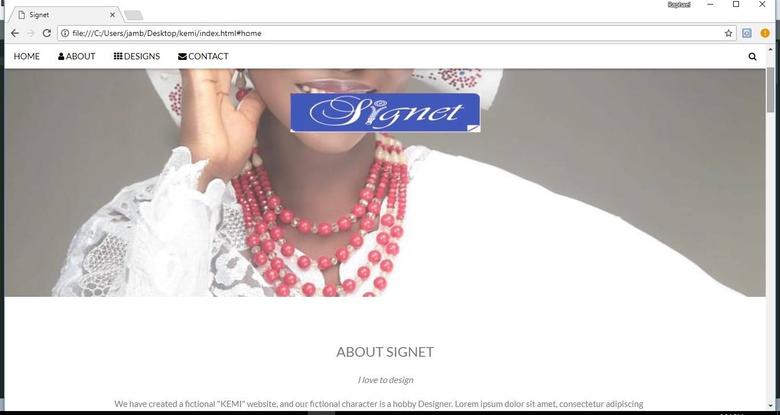 Raphael
Signet
file:///C:/Users/jamb/Desktop/kemi/index.html#home
HOME ABOUT DESIGNS CONTACT
Signet
ABOUT SIGNET
I love to design
We have created a fictional "KEMI" website, and our fictional character is a hobby Designer. Lorem ipsum dolor sit amet, consectetur adipiscing